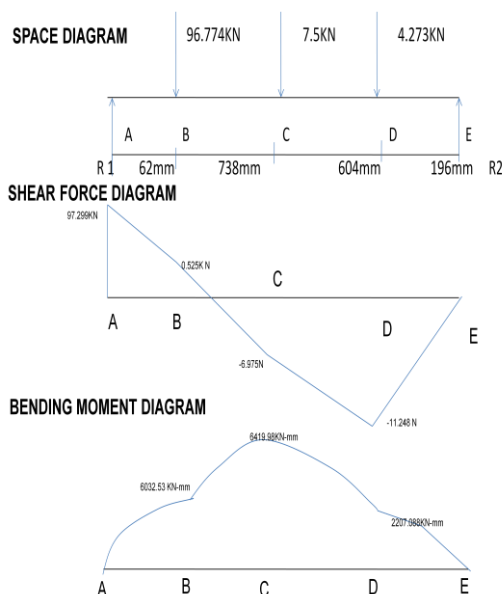 SPACE DIAGRAM
96.774KN 7.5KN 4.273KN
A B C D E
R 1 62mm 738mm 604mm 196mm R2
SHEAR FORCE DIAGRAM
97.299KN
0.525K N
C
A B D E
-6.975N
-11.248 N
BENDING MOMENT DIAGRAM
6419.98KN-mm
6032.53 KN-mm
2207.088KN-mm
A B C D E